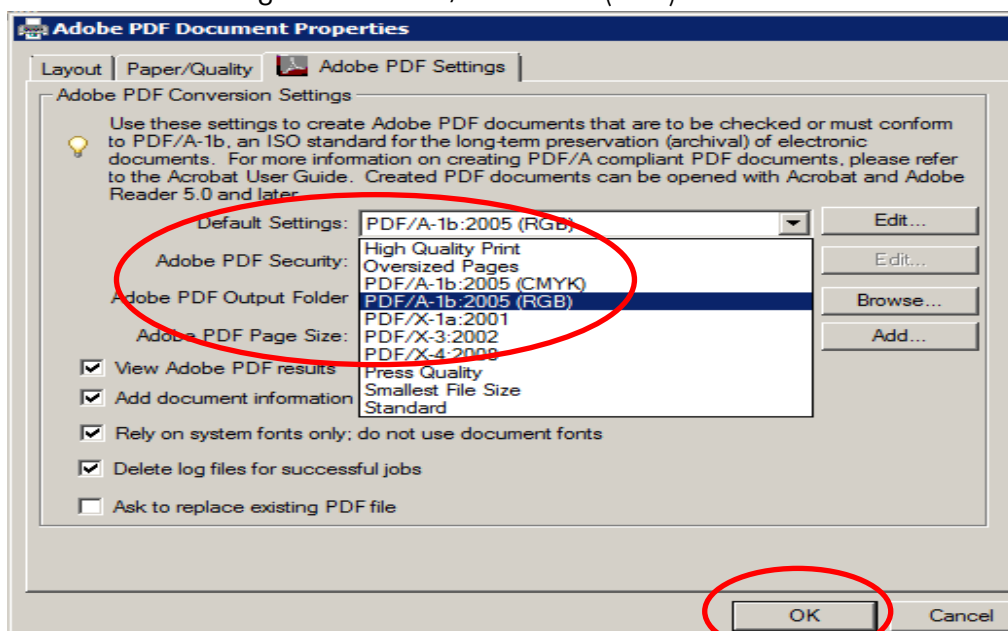 Adobe PDF Document Properties
Layout Paper/Quality Adobe PDF Settings
Adobe PDF Conversion Settings
Use these settings to create Adobe PDF documents that are to be checked or must conform
to PDF/A-1b, an ISO standard for the long-term preservation (archival) of electronic
documents. For more information on creating PDF/A compliant PDF documents, please refer
to the Acrobat User Guide. Created PDF documents can be opened with Acrobat and Adobe
Reader 5.0 and later.
Default Settings: PDF/A-1b:2005 (RGB) Edit...
High Quality Print
Adobe PDF Security: Oversized Pages Edit...
PDF/A-1b:2005 (CMYK)
Adobe PDF Output Folder PDF/A-1b:2005 (RGB) Browse...
PDF/X-1a:2001
Adobe PDF Page Size: PDF/X-3:2002 Add...
PDF/X-4:2008
View Adobe PDF results Press Quality
Smallest File Size
Add document information Standard
Rely on system fonts only; do not use document fonts
Delete log files for successful jobs
Ask to replace existing PDF file
OK Cancel